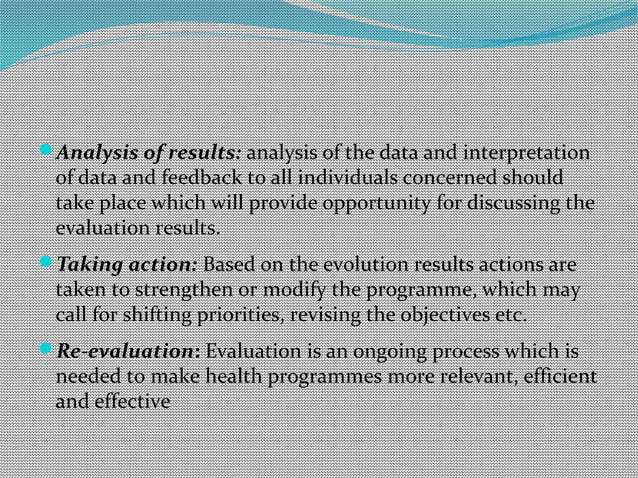 Analysis of results: analysis of the data and interpretation
of data and feedback to all individuals concerned should
take place which will provide opportunity for discussing the
evaluation results.
Taking action: Based on the evolution results actions are
taken to strengthen or modify the programme, which may
call for shifting priorities, revising the objectives etc.
Re-evaluation: Evaluation is an ongoing process which is
needed to make health programmes more relevant, efficient
and effective